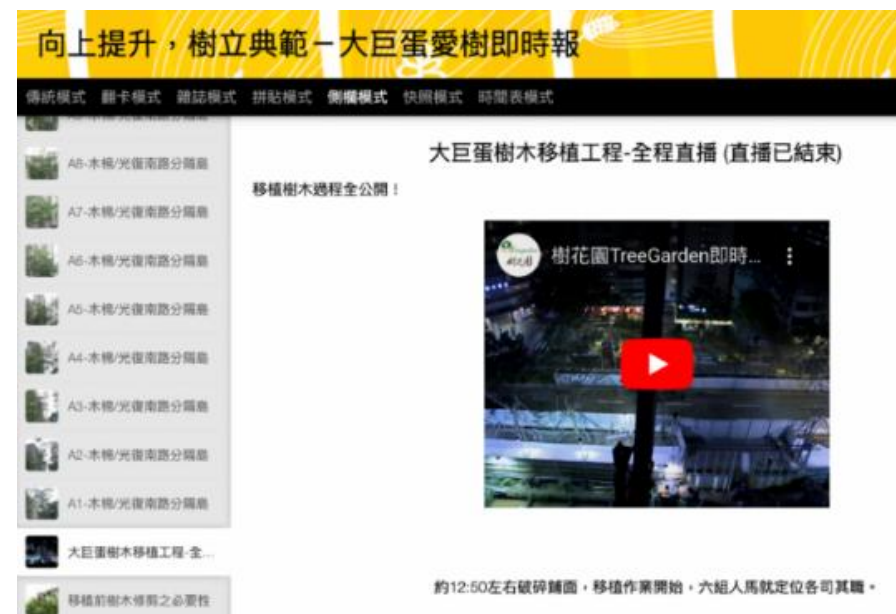 向上提升，樹立典範－大巨蛋愛樹即時報
傳統模式 翻卡模式 雜誌模式 拼貼模式 側欄模式 快照模式 時間表模式
大巨蛋樹木移植工程-全程直播 (直播已結束)
移植樹木過程全公開！
樹花園TreeGarden即時...
A8-木棉/光復南路分隔島
A7-木棉/光復南路分隔島
A6-木棉/光復南路分隔島
A5-木棉/光復南路分隔島
A4-木棉/光復南路分隔島
A3-木棉/光復南路分隔島
A2-木棉/光復南路分隔島
A1-木棉/光復南路分隔島
大巨蛋樹木移植工程-全...
移植前樹木修剪之必要性
約12:50左右破碎鋪面，移植作業開始，六組人馬就定位各司其職。